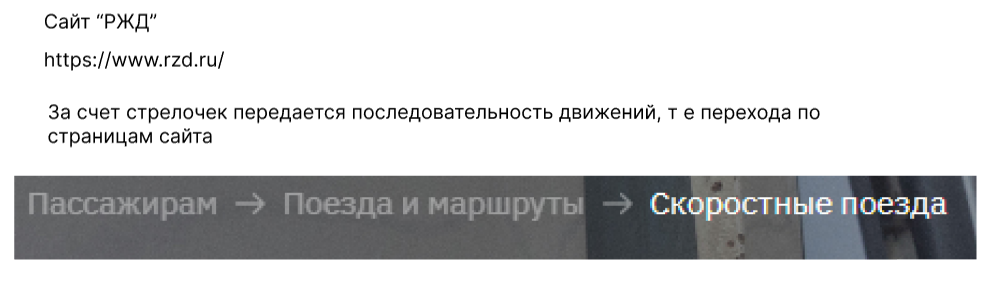 Сайт “РЖД”
https://www.rzd.ru/
За счет стрелочек передается последовательность движений, т е перехода по
страницам сайта
Пассажирам → Поезда и маршруты → Скоростные поезда